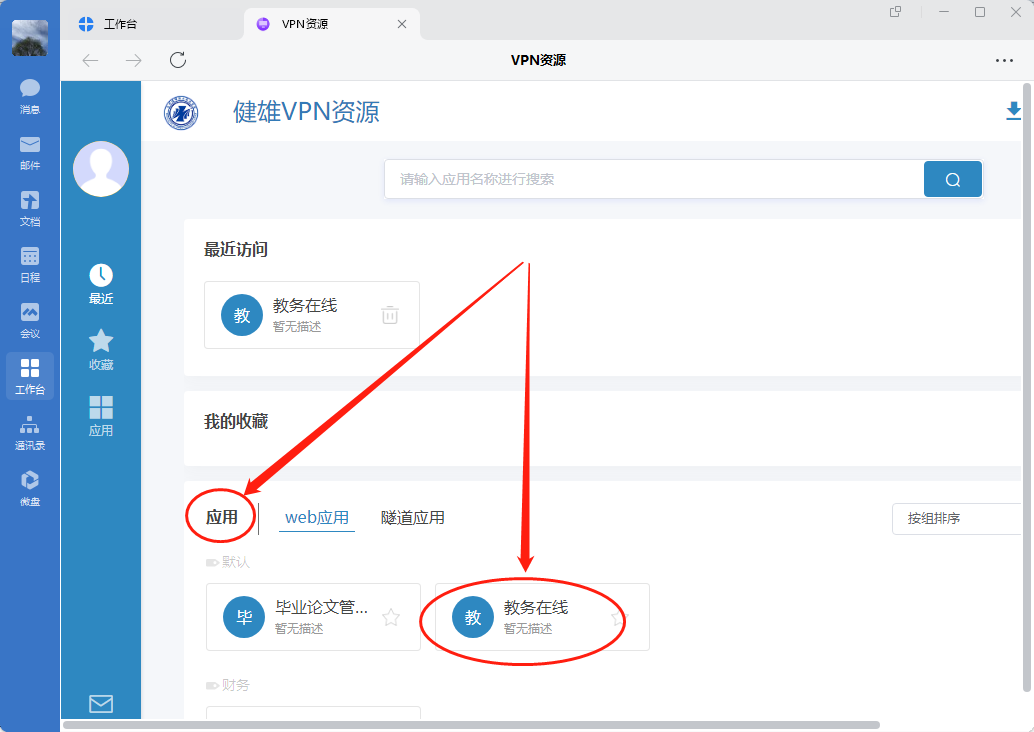 工作台
VPN资源
VPN资源
消息
邮件
文档
日程
会议
工作台
通讯录
微盘
最近
收藏
应用
健雄VPN资源
请输入应用名称进行搜索
最近访问
教
教务在线
暂无描述
我的收藏
应用
web应用
隧道应用
按组排序
默认
毕
毕业论文管...
暂无描述
教
教务在线
暂无描述
财务